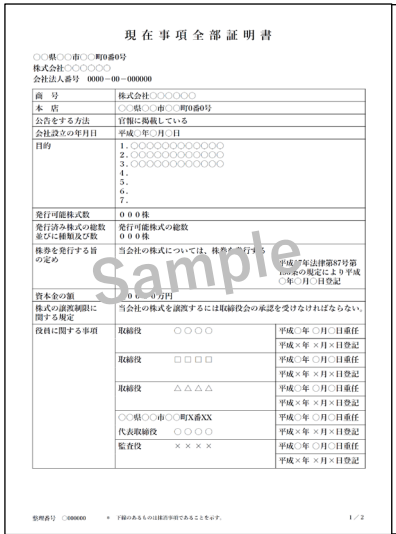 現在事項全部証明書
○○県○○市○○町0番0号
株式会社○○○○○○
会社法人番号 0000－00－000000
商 号 株式会社○○○○○○
本 店 ○○県○○市○○町0番0号
公告をする方法 官報に掲載している
会社設立の年月日 平成○年○月○日
目的 1.○○○○○○○○○○○○
2.○○○○○○○○○○○○
3.○○○○○○○○○○○○
4.
5.
6.
7.
発行可能株式数 000株
発行済み株式の総数 発行可能株式の総数
並びに種類及び数 000株
株券を発行する旨 当会社の株式については、株券を発行する
の定め
平成17年法律第87号第
136条の規定により平成
○年○月○日登記
Sample
資本金の額 0000万円
株式の譲渡制限に 当会社の株式を譲渡するには取締役会の承認を受けなければならない。
関する規定
役員に関する事項 取締役 ○○○○ 平成○年 ○月○日重任
平成×年 ×月×日登記
取締役 □□□□ 平成○年 ○月○日重任
平成×年 ×月×日登記
取締役 △△△△ 平成○年 ○月○日重任
平成×年 ×月×日登記
○○県○○市○○町X番XX 平成○年 ○月○日重任
代表取締役 ○○○○ 平成×年 ×月×日登記
監査役 ×××× 平成○年 ○月○日重任
平成×年 ×月×日登記
整理番号 ○000000 * 下線のあるものは抹消事項であることを示す。 1／2